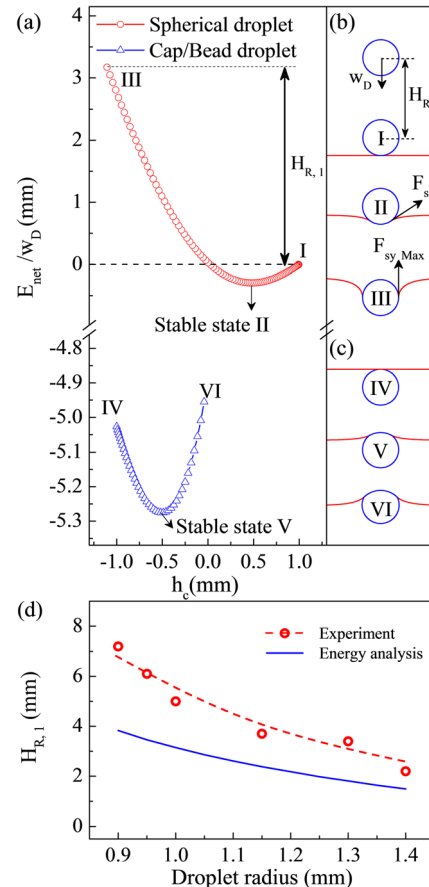 (a)
Spherical droplet
Cap/Bead droplet
III
H_R, 1
I
Stable state II
4
3
2
1
0
-4.8
-4.9
-5.0
-5.1
-5.2
-5.3
E_net/w_D (mm)
IV
VI
Stable state V
-1.0 -0.5 0.0 0.5 1.0
h_c(mm)
(b)
w_D
H_R
I
II
F_s
F_sy_Max
III
(c)
IV
V
VI
(d)
Experiment
Energy analysis
8
6
4
2
0
H_R,1 (mm)
0.9 1.0 1.1 1.2 1.3 1.4
Droplet radius (mm)